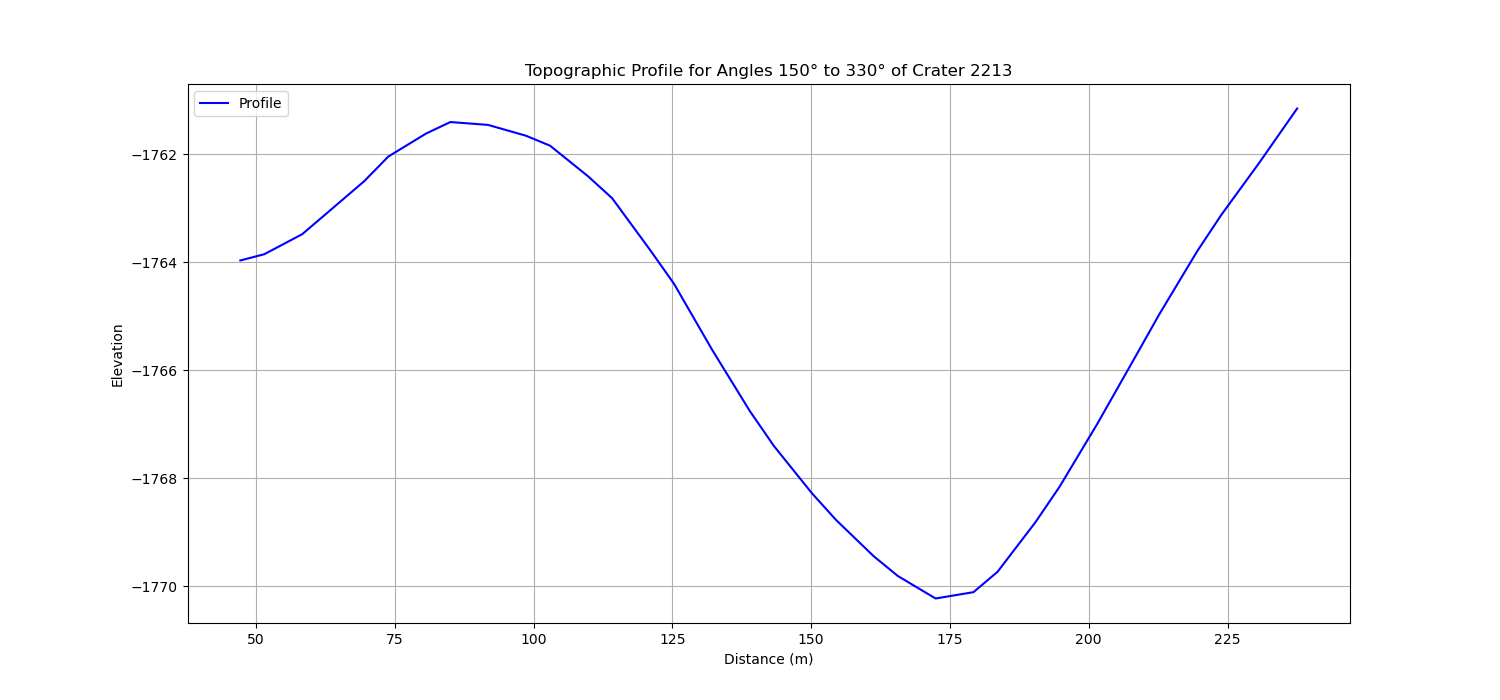 Topographic Profile for Angles 150° to 330° of Crater 2213
Profile
−1762
−1764
−1766
−1768
−1770
Elevation
50 75 100 125 150 175 200 225
Distance (m)